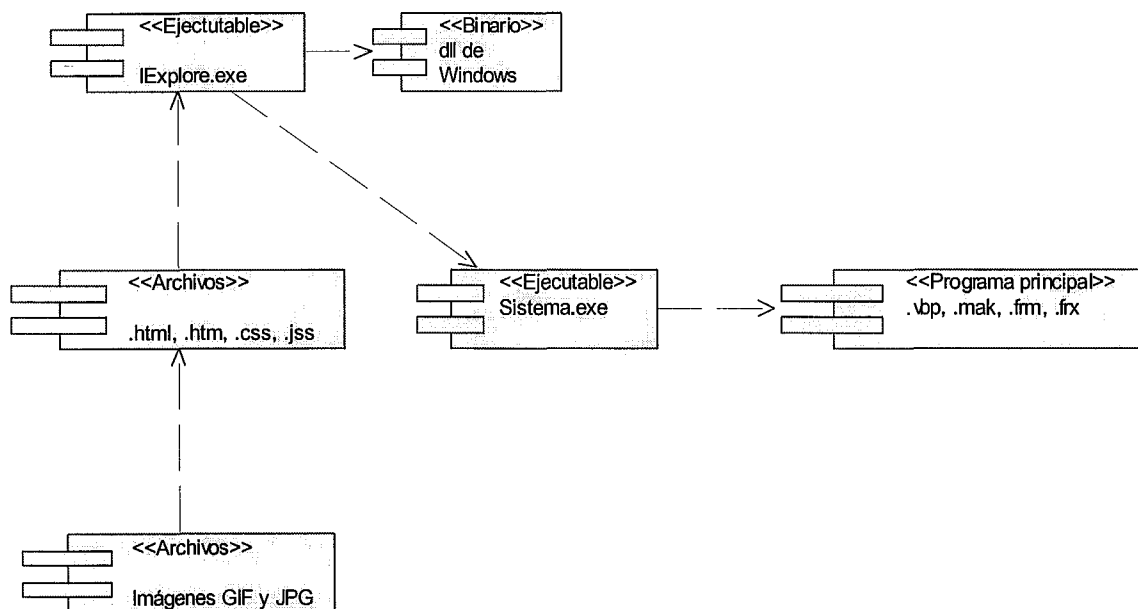 <<Ejectutable>>
IExplore.exe
<<Binario>>
dll de
Windows
<<Archivos>>
.html, .htm, .css, .jss
<<Ejecutable>>
Sistema.exe
<<Programa principal>>
.vbp, .mak, .frm, .frx
<<Archivos>>
Imágenes GIF y JPG